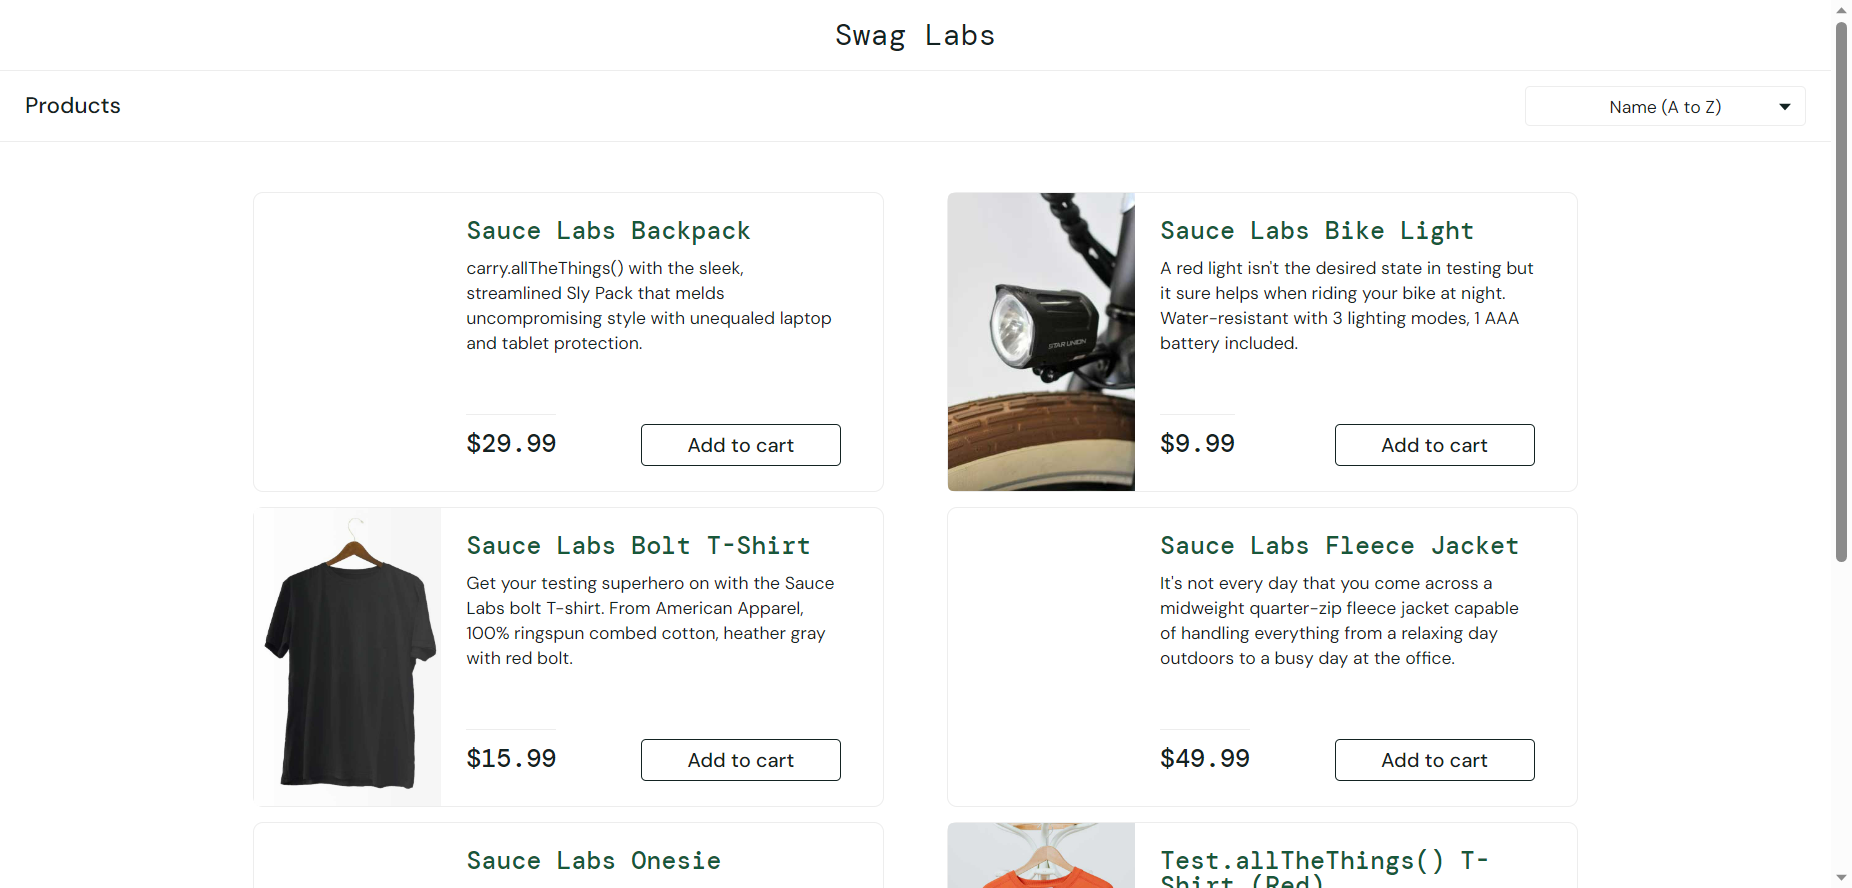 Swag Labs
Products
Name (A to Z)
Sauce Labs Backpack
carry.allTheThings() with the sleek,
streamlined Sly Pack that melds
uncompromising style with unequaled laptop
and tablet protection.
$29.99
Add to cart
Sauce Labs Bike Light
A red light isn't the desired state in testing but
it sure helps when riding your bike at night.
Water-resistant with 3 lighting modes, 1 AAA
battery included.
STAR UNION
$9.99
Add to cart
Sauce Labs Bolt T-Shirt
Get your testing superhero on with the Sauce
Labs bolt T-shirt. From American Apparel,
100% ringspun combed cotton, heather gray
with red bolt.
$15.99
Add to cart
Sauce Labs Fleece Jacket
It's not every day that you come across a
midweight quarter-zip fleece jacket capable
of handling everything from a relaxing day
outdoors to a busy day at the office.
$49.99
Add to cart
Sauce Labs Onesie
Test.allTheThings() T-
Shirt (Red)